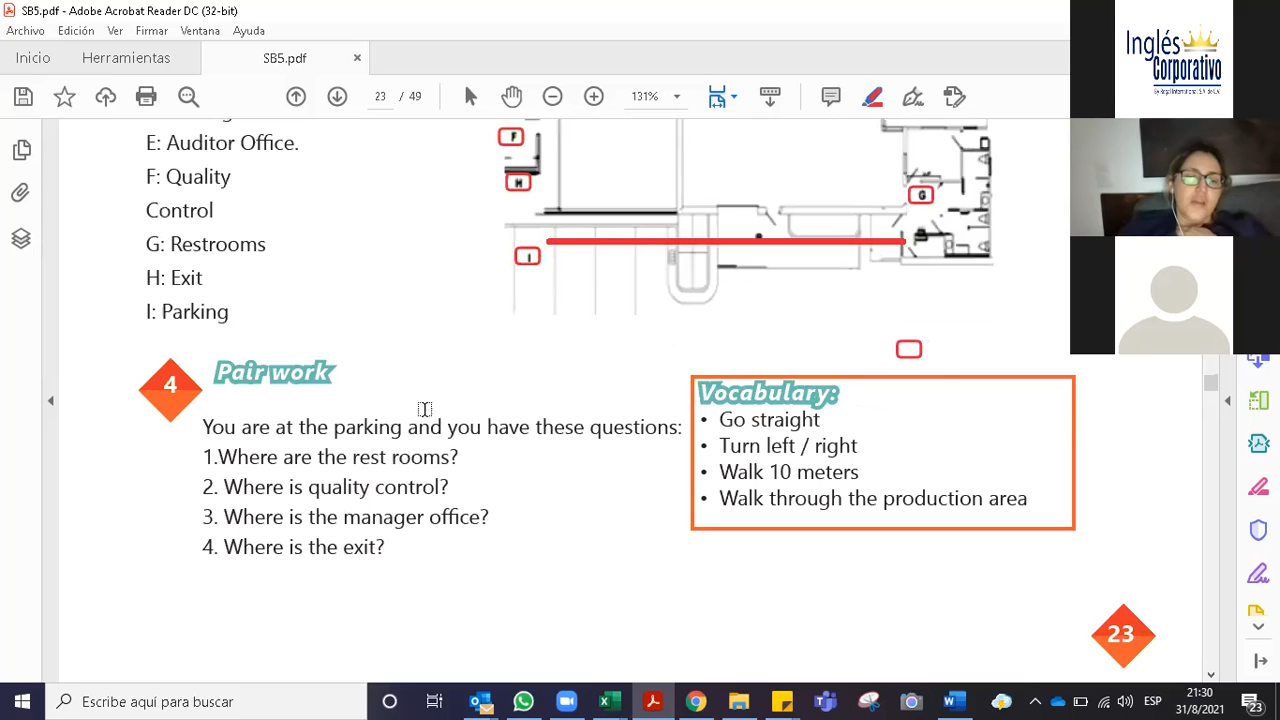 SB5.pdf - Adobe Acrobat Reader DC (32-bit)
Archivo Edición Ver Firmar Ventana Ayuda
Inicio Herramientas SB5.pdf ×
23 / 49 131%
E: Auditor Office.
F: Quality
Control
G: Restrooms
H: Exit
I: Parking
F
H
G
I
4 Pair work
You are at the parking and you have these questions:
1.Where are the rest rooms?
2. Where is quality control?
3. Where is the manager office?
4. Where is the exit?
Vocabulary:
• Go straight
• Turn left / right
• Walk 10 meters
• Walk through the production area
23
Inglés
Corporativo
Escribe aquí para buscar
ESP
21:30
31/8/2021
23